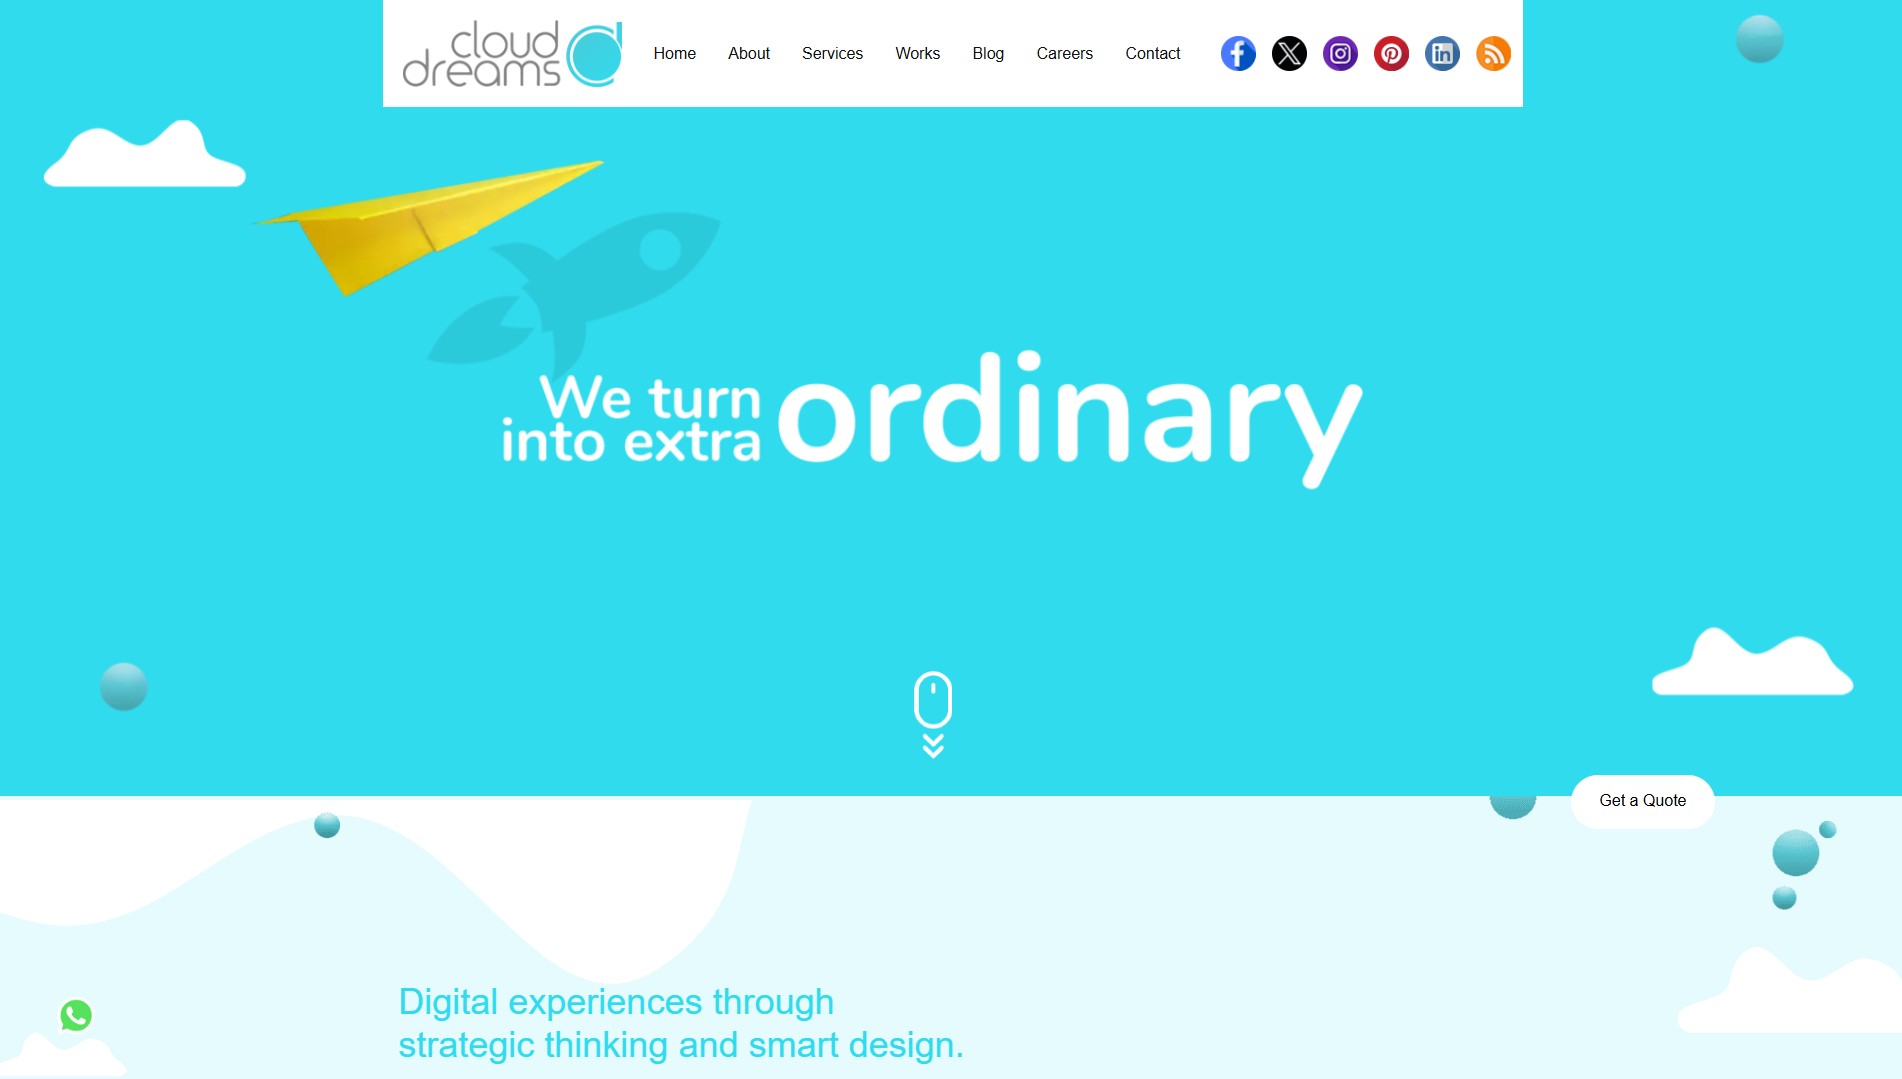 cloud
dreams
Home About Services Works Blog Careers Contact
We turn
into extra ordinary
Get a Quote
Digital experiences through
strategic thinking and smart design.